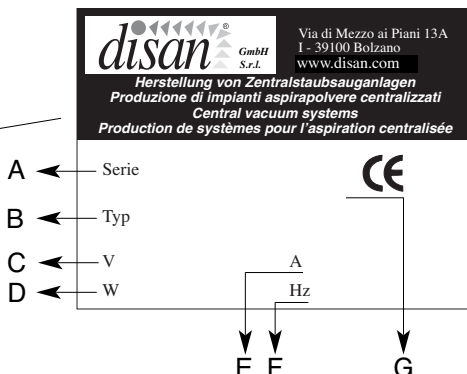 disan®
GmbH
S.r.l.
Via di Mezzo ai Piani 13A
I - 39100 Bolzano
www.disan.com
Herstellung von Zentralstaubsauganlagen
Produzione di impianti aspirapolvere centralizzati
Central vacuum systems
Production de systèmes pour l'aspiration centralisée
A Serie CE
B Typ
C V A
D W Hz
E F G